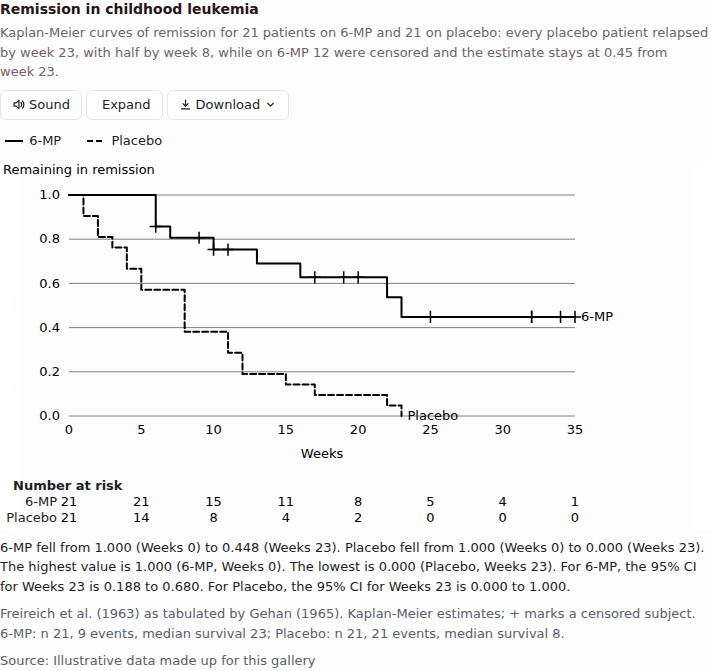 Remission in childhood leukemia
Kaplan-Meier curves of remission for 21 patients on 6-MP and 21 on placebo: every placebo patient relapsed
by week 23, with half by week 8, while on 6-MP 12 were censored and the estimate stays at 0.45 from
week 23.
Sound Expand Download
6-MP Placebo
Remaining in remission
1.0
0.8
0.6
0.4
0.2
0.0
6-MP
Placebo
0 5 10 15 20 25 30 35
Weeks
Number at risk
6-MP 21 21 15 11 8 5 4 1
Placebo 21 14 8 4 2 0 0 0
6-MP fell from 1.000 (Weeks 0) to 0.448 (Weeks 23). Placebo fell from 1.000 (Weeks 0) to 0.000 (Weeks 23).
The highest value is 1.000 (6-MP, Weeks 0). The lowest is 0.000 (Placebo, Weeks 23). For 6-MP, the 95% CI
for Weeks 23 is 0.188 to 0.680. For Placebo, the 95% CI for Weeks 23 is 0.000 to 1.000.
Freireich et al. (1963) as tabulated by Gehan (1965). Kaplan-Meier estimates; + marks a censored subject.
6-MP: n 21, 9 events, median survival 23; Placebo: n 21, 21 events, median survival 8.
Source: Illustrative data made up for this gallery